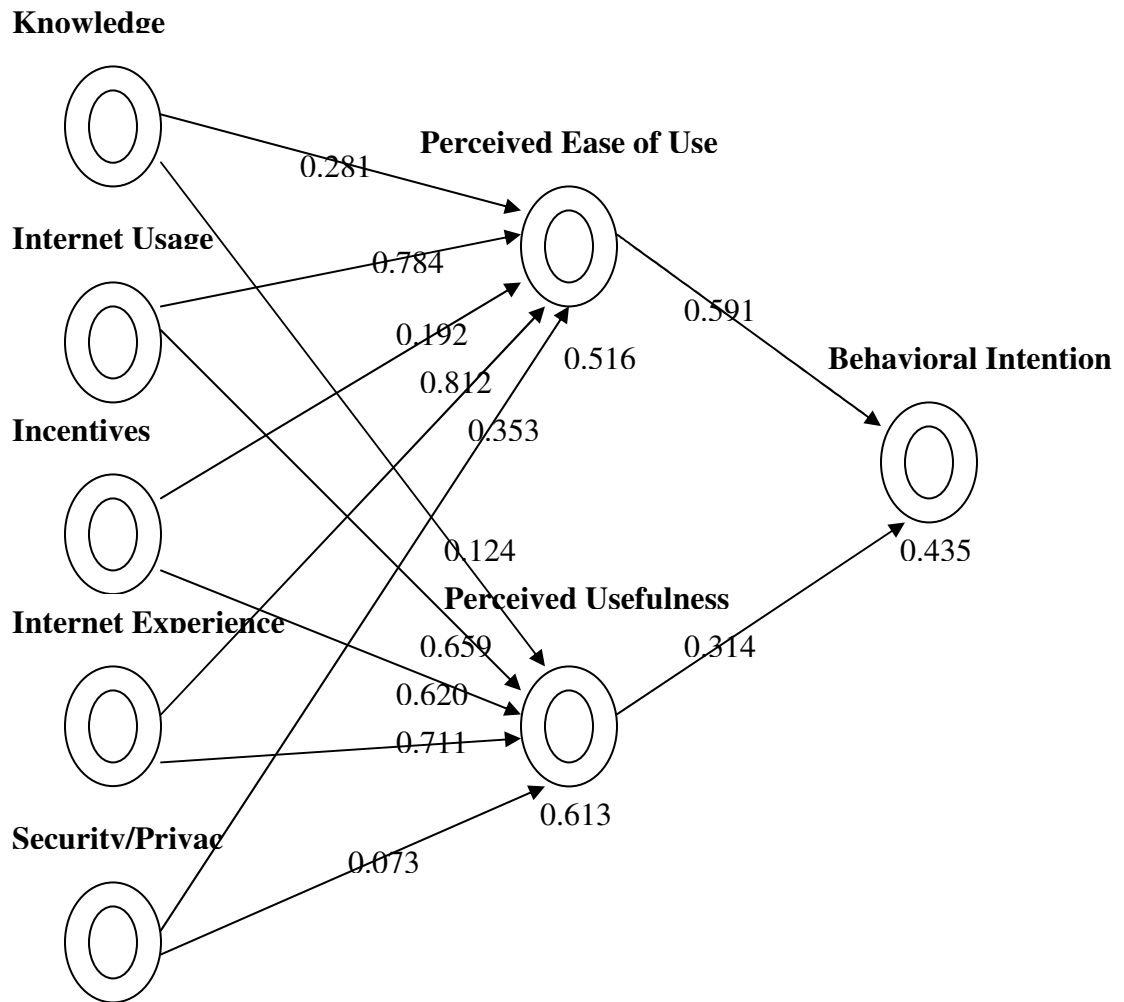 Knowledge
Perceived Ease of Use
0.281
Internet Usage
0.784
0.591
0.192
0.516
Behavioral Intention
0.812
Incentives
0.353
0.124
0.435
Perceived Usefulness
Internet Experience
0.659
0.314
0.620
0.711
0.613
Security/Privac
0.073